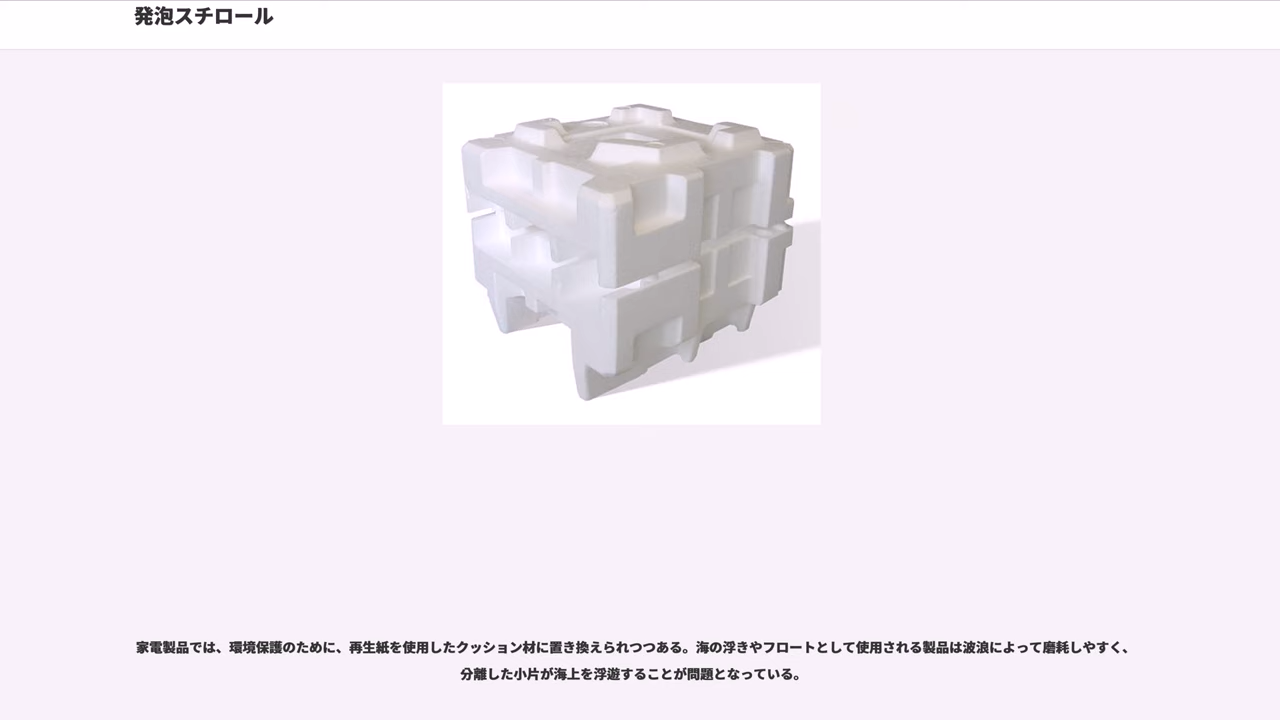 発泡スチロール
家電製品では、環境保護のために、再生紙を使用したクッション材に置き換えられつつある。海の浮きやフロートとして使用される製品は波浪によって磨耗しやすく、
分離した小片が海上を浮遊することが問題となっている。